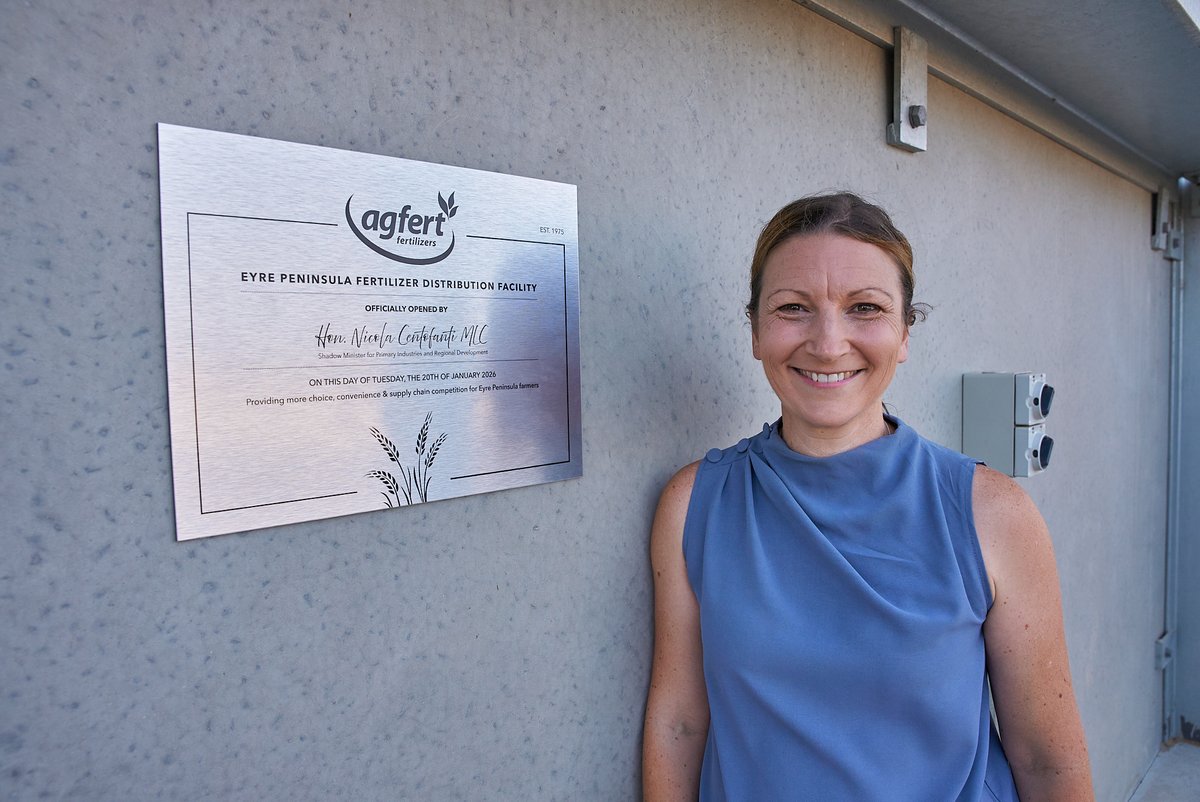 agfert
fertilizers
EST. 1975
EYRE PENINSULA FERTILIZER DISTRIBUTION FACILITY
OFFICIALLY OPENED BY
Hon. Nicola Centofanti MLC
Shadow Minister for Primary Industries and Regional Development
ON THIS DAY OF TUESDAY, THE 20TH OF JANUARY 2026
Providing more choice, convenience & supply chain competition for Eyre Peninsula farmers